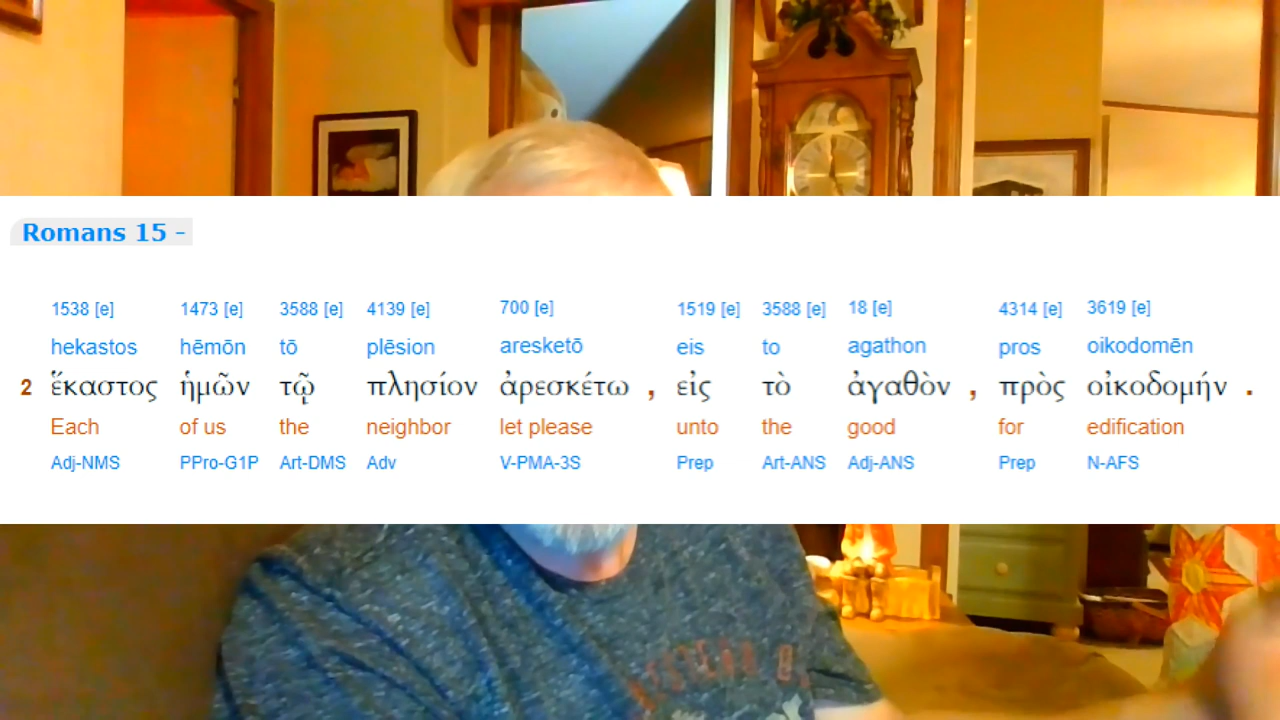 Romans 15 -
1538 [e] 1473 [e] 3588 [e] 4139 [e] 700 [e] 1519 [e] 3588 [e] 18 [e] 4314 [e] 3619 [e]
hekastos hēmōn tō plēsion aresketō eis to agathon pros oikodomēn
2 ἕκαστος ἡμῶν τῷ πλησίον ἀρεσκέτω , εἰς τὸ ἀγαθὸν , πρὸς οἰκοδομήν .
Each of us the neighbor let please unto the good for edification
Adj-NMS PPro-G1P Art-DMS Adv V-PMA-3S Prep Art-ANS Adj-ANS Prep N-AFS